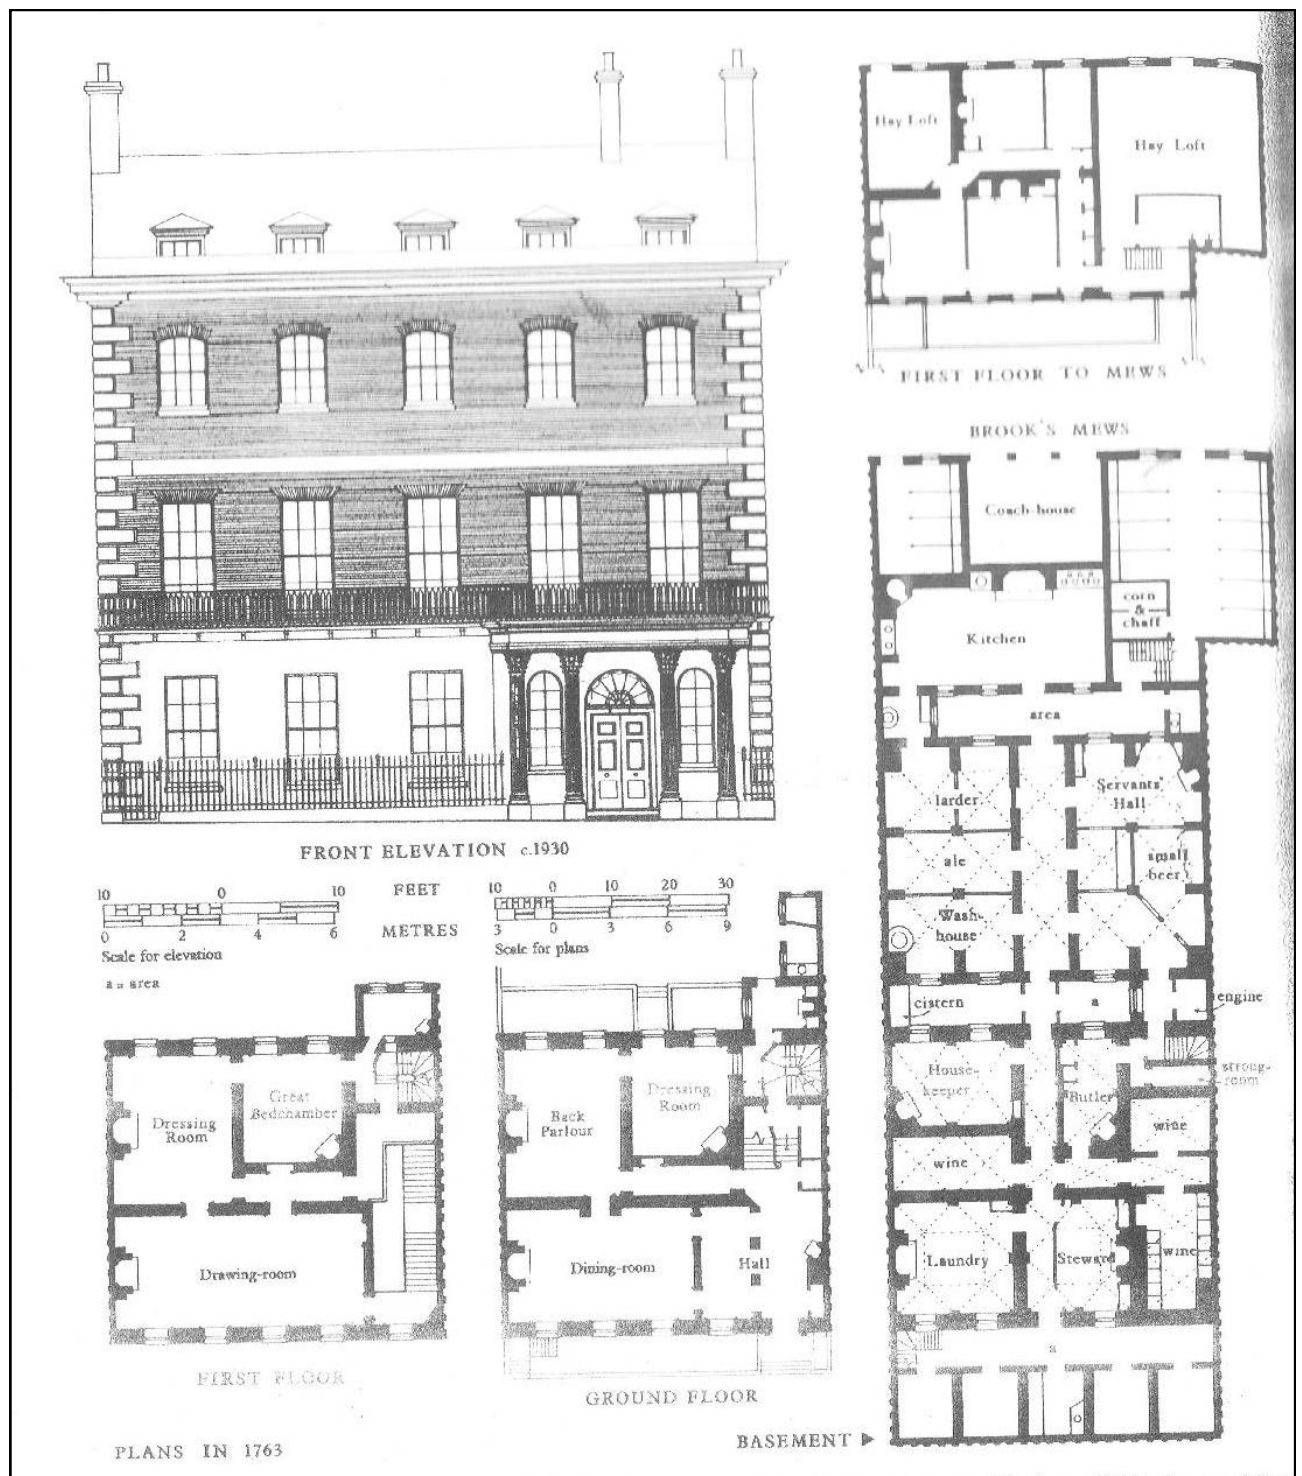 Hay Loft
Hay Loft
FIRST FLOOR TO MEWS
BROOK'S MEWS
Coach-house
corn
&
chaff
Kitchen
area
larder
Servants'
Hall
ale
small
beer
Wash-
house
cistern
a
engine
House-
keeper
Butler
strong-
room
wine
wine
Laundry
Steward
wine
a
BASEMENT
FRONT ELEVATION c.1930
10 0 10 FEET
METRES
0 2 4 6
Scale for elevation
a = area
10 0 10 20 30
3 0 3 6 9
Scale for plans
Dressing
Room
Great
Bedchamber
Drawing-room
FIRST FLOOR
Back
Parlour
Dressing
Room
Dining-room
Hall
GROUND FLOOR
PLANS IN 1763